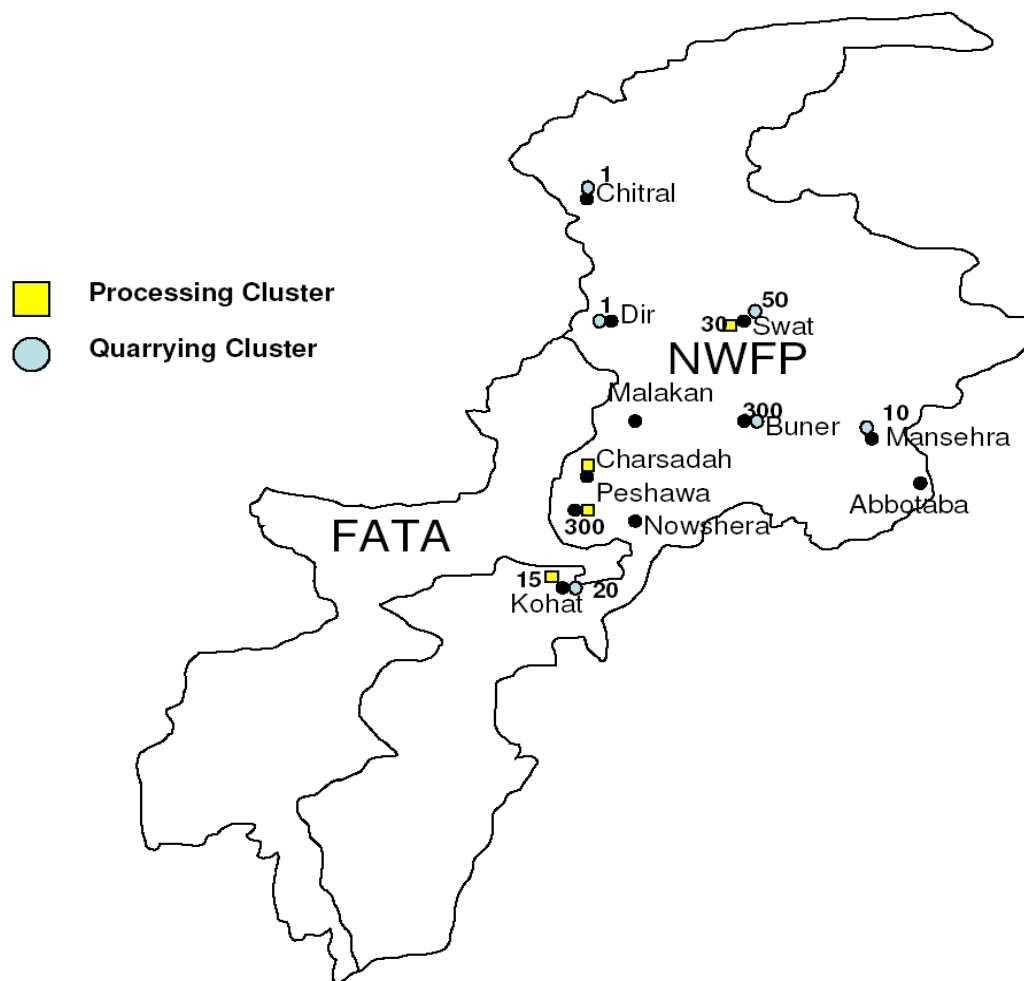 1
Chitral
Processing Cluster
Quarrying Cluster
1
Dir
50
30
Swat
NWFP
Malakan
300
Buner
10
Mansehra
Charsadah
Peshawa
Abbotaba
300
Nowshera
FATA
15
20
Kohat